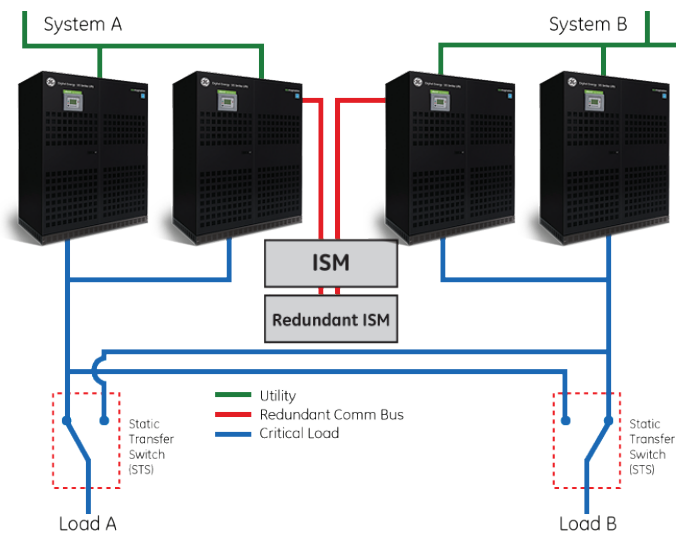 System A
System B
ISM
Redundant ISM
Utility
Redundant Comm Bus
Critical Load
Static
Transfer
Switch
(STS)
Static
Transfer
Switch
(STS)
Load A
Load B